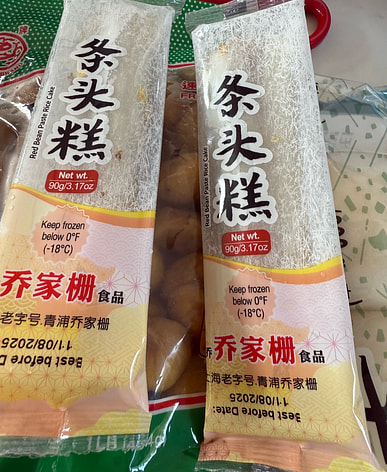 条头糕
Red Bean Paste Rice Cake
Net wt.
90g/3.17oz
Keep frozen
below 0°F
(-18°C)
乔家栅食品
老字号.青浦乔家栅
Best before Date:
11/08/2025
条头糕
Red Bean Paste Rice Cake
Net wt.
90g/3.17oz
Keep frozen
below 0°F
(-18°C)
乔家栅食品
海老字号.青浦乔家栅
Best before Date:
11/08/2025